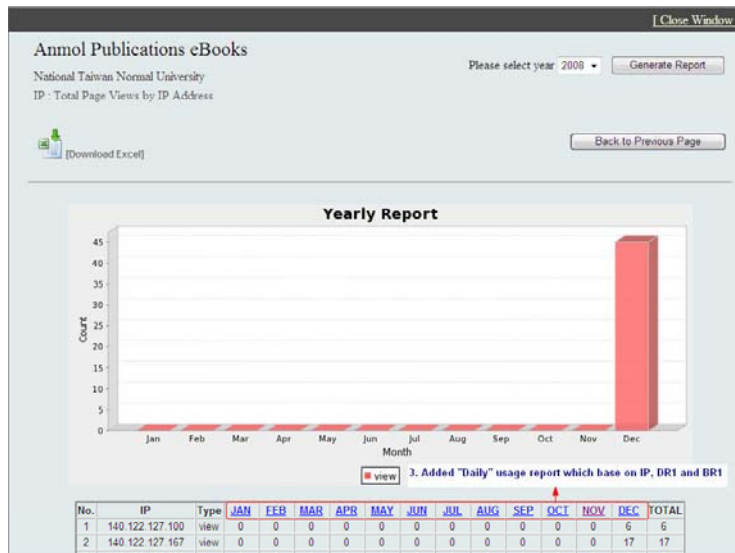 [ Close Window
Anmol Publications eBooks
Please select year 2008 Generate Report
National Taiwan Normal University
IP : Total Page Views by IP Address
[Download Excel] Back to Previous Page
Yearly Report
45
40
35
30
25
20
15
10
5
0
Count
Jan Feb Mar Apr May Jun Jul Aug Sep Oct Nov Dec
Month
view
3. Added "Daily" usage report which base on IP, DR1 and BR1
No. IP Type JAN FEB MAR APR MAY JUN JUL AUG SEP OCT NOV DEC TOTAL
1 140.122.127.100 view 0 0 0 0 0 0 0 0 0 0 0 6 6
2 140.122.127.167 view 0 0 0 0 0 0 0 0 0 0 0 17 17